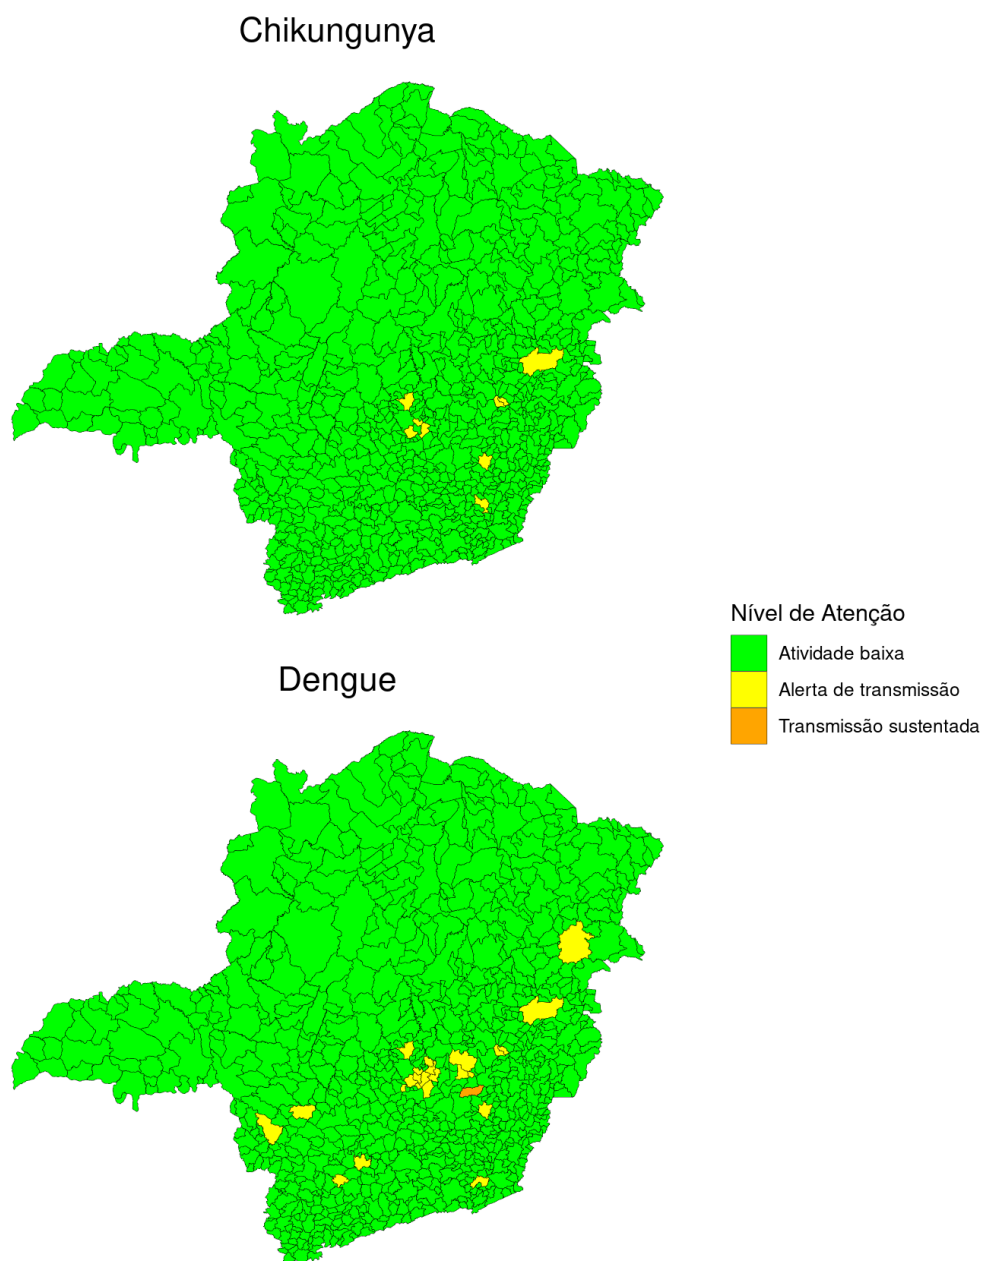 Chikungunya
Nível de Atenção
Atividade baixa
Alerta de transmissão
Transmissão sustentada
Dengue